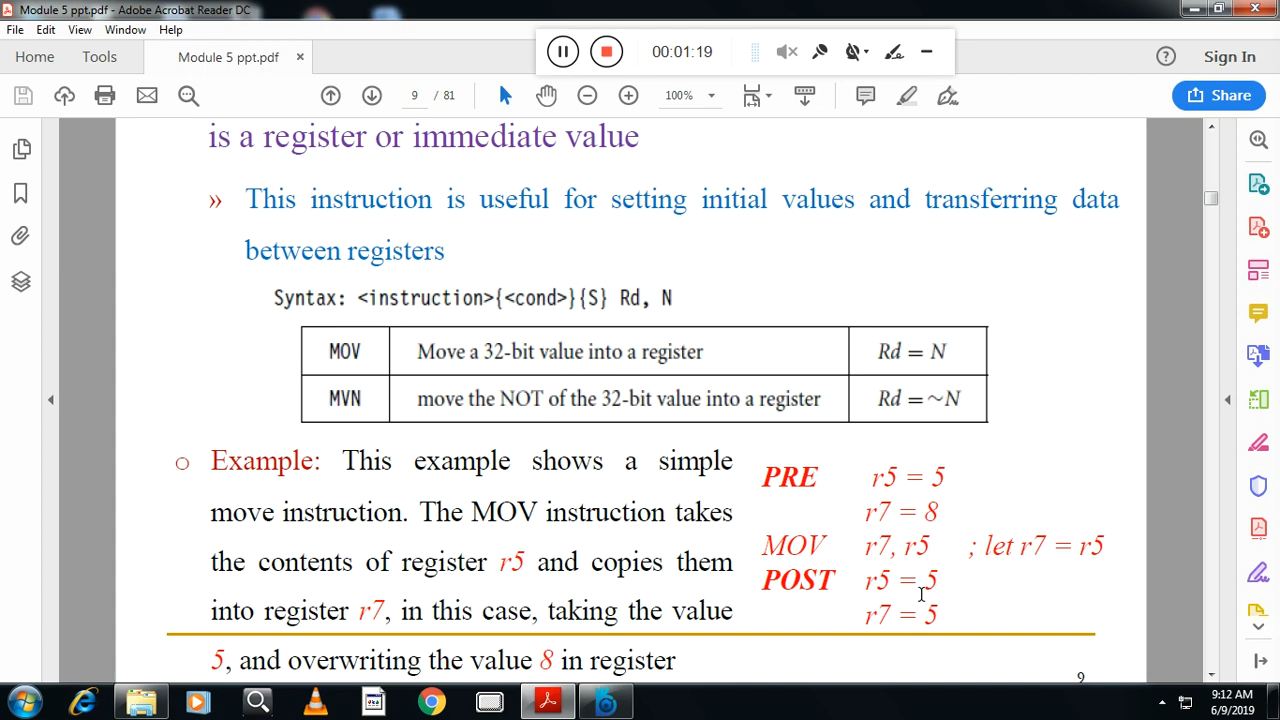 Module 5 ppt.pdf - Adobe Acrobat Reader DC
File Edit View Window Help
Home Tools Module 5 ppt.pdf ×
00:01:19
Sign In
9 / 81
100%
Share
is a register or immediate value
» This instruction is useful for setting initial values and transferring data
between registers
Syntax: <instruction>{<cond>}{S} Rd, N
MOV Move a 32-bit value into a register Rd = N
MVN move the NOT of the 32-bit value into a register Rd = ~N
Example: This example shows a simple
move instruction. The MOV instruction takes
the contents of register r5 and copies them
into register r7, in this case, taking the value
5, and overwriting the value 8 in register
PRE r5 = 5
r7 = 8
MOV r7, r5 ; let r7 = r5
POST r5 = 5
r7 = 5
9
9:12 AM
6/9/2019